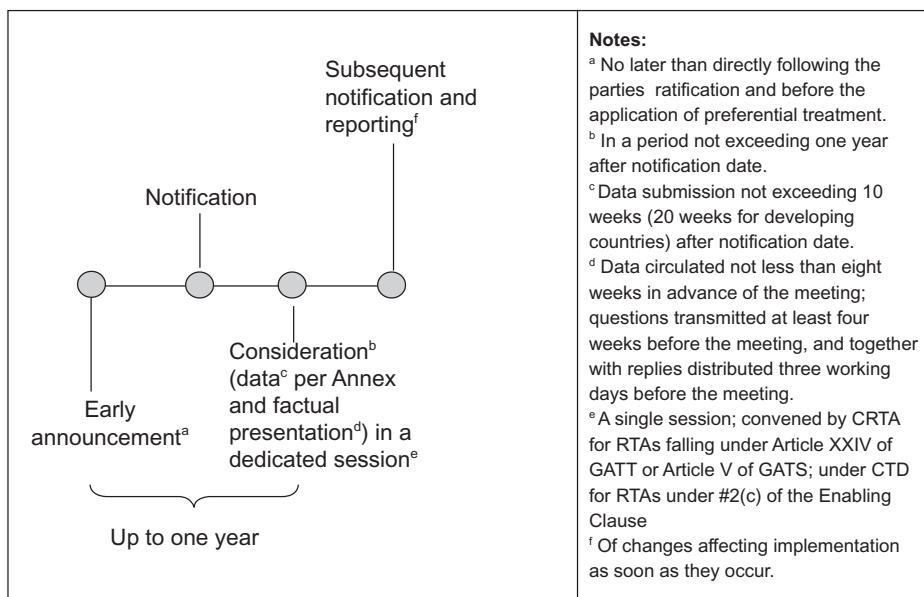 Subsequent
notification and
reportingf
Notification
Considerationb
(datac per Annex
and factual
presentationd) in a
dedicated sessione
Early
announcementa
Up to one year
Notes:
a No later than directly following the
parties  ratification and before the
application of preferential treatment.
b In a period not exceeding one year
after notification date.
c Data submission not exceeding 10
weeks (20 weeks for developing
countries) after notification date.
d Data circulated not less than eight
weeks in advance of the meeting;
questions transmitted at least four
weeks before the meeting, and together
with replies distributed three working
days before the meeting.
e A single session; convened by CRTA
for RTAs falling under Article XXIV of
GATT or Article V of GATS; under CTD
for RTAs under #2(c) of the Enabling
Clause
f Of changes affecting implementation
as soon as they occur.